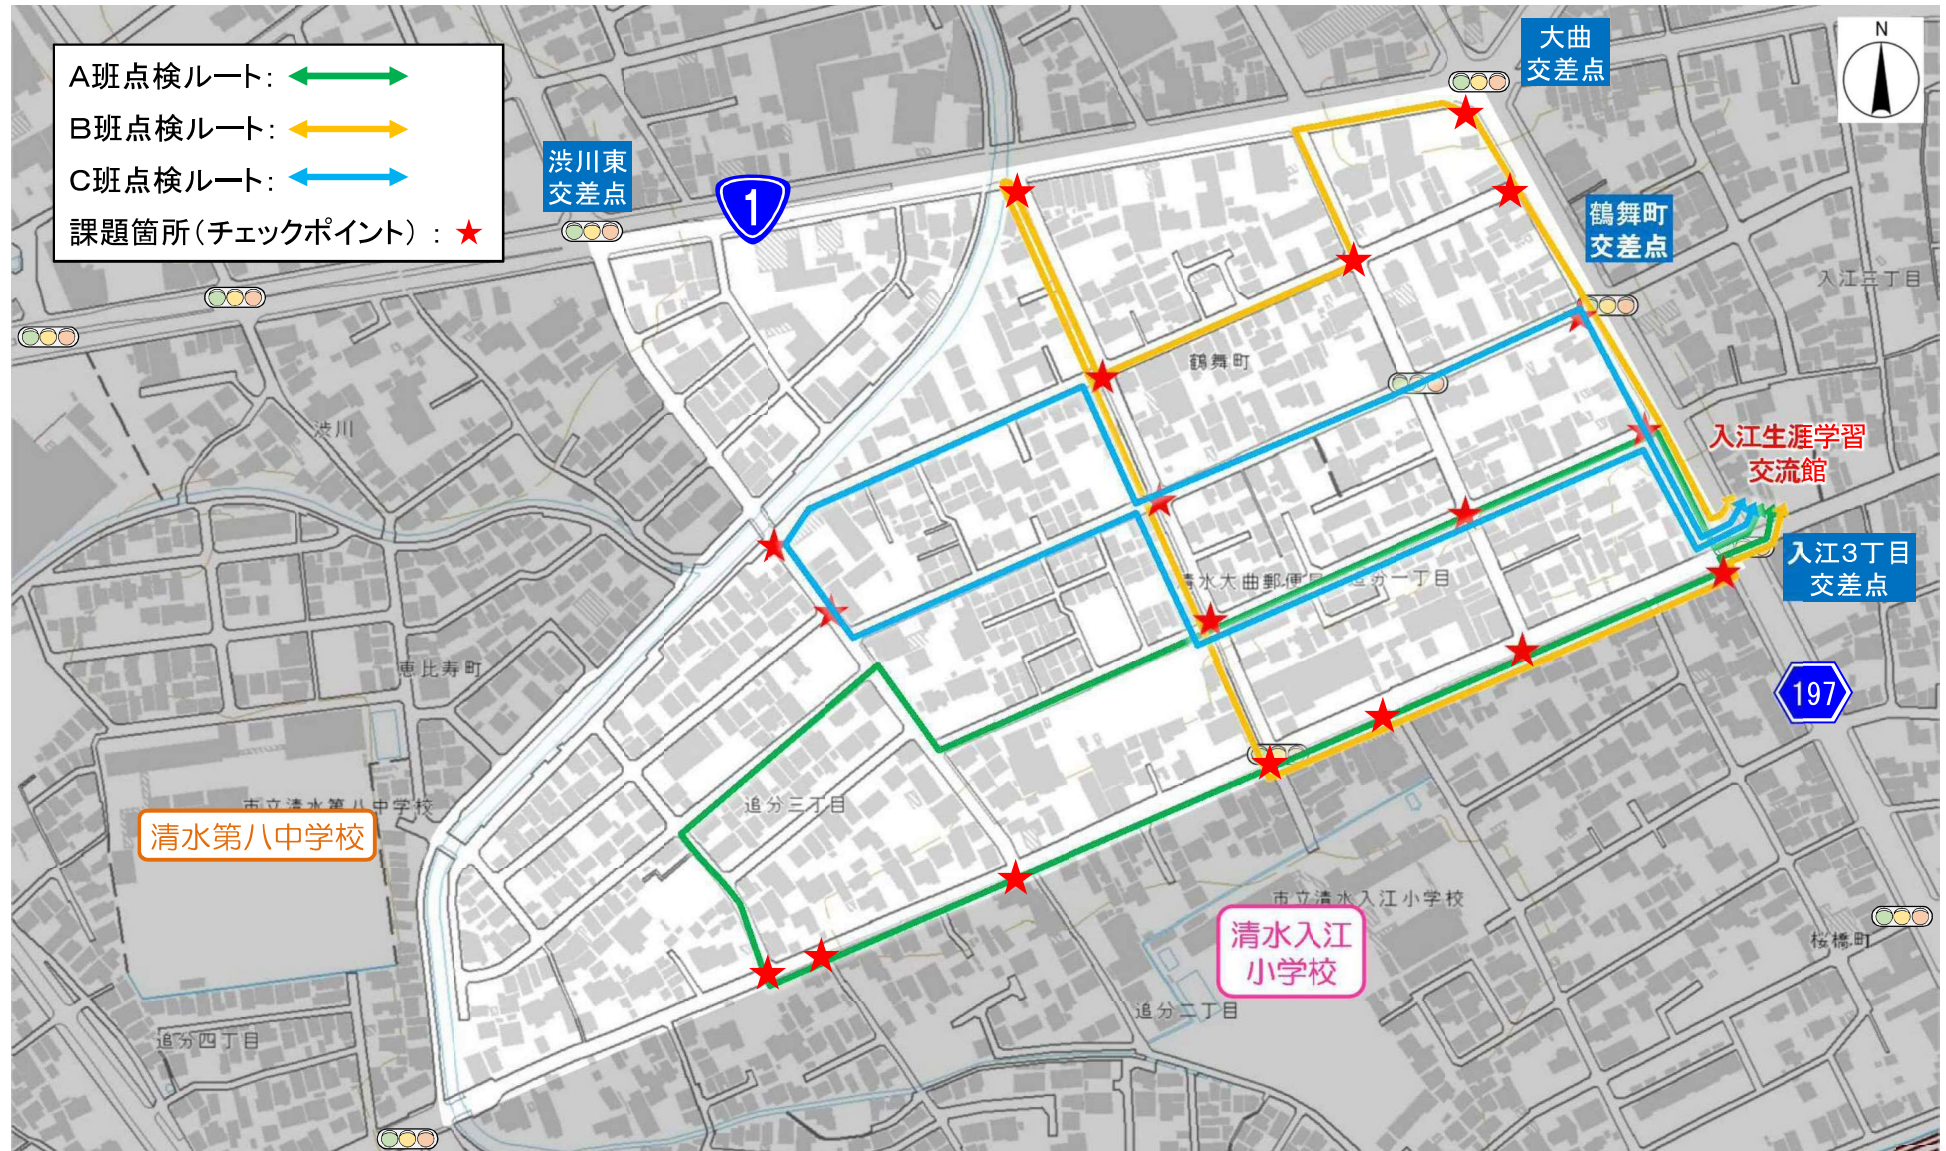 A班点検ルート：
B班点検ルート：
C班点検ルート：
課題箇所（チェックポイント）：
大曲
交差点
N
渋川東
交差点
1
鶴舞町
交差点
入江三丁目
鶴舞町
渋川
入江生涯学習
交流館
入江3丁目
交差点
清水大曲郵便局
追分一丁目
恵比寿町
197
追分三丁目
市立清水第八中学校
清水第八中学校
市立清水入江小学校
清水入江
小学校
桜橋町
追分二丁目
追分四丁目